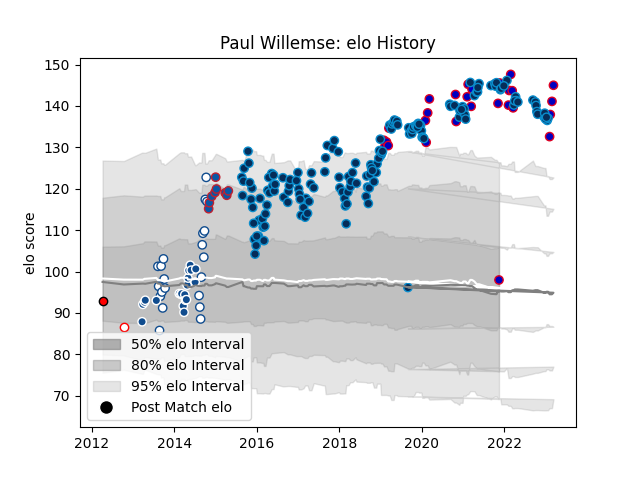 Paul Willemse: elo History
elo score
150
140
130
120
110
100
90
80
70
50% elo Interval
80% elo Interval
95% elo Interval
Post Match elo
2012
2014
2016
2018
2020
2022